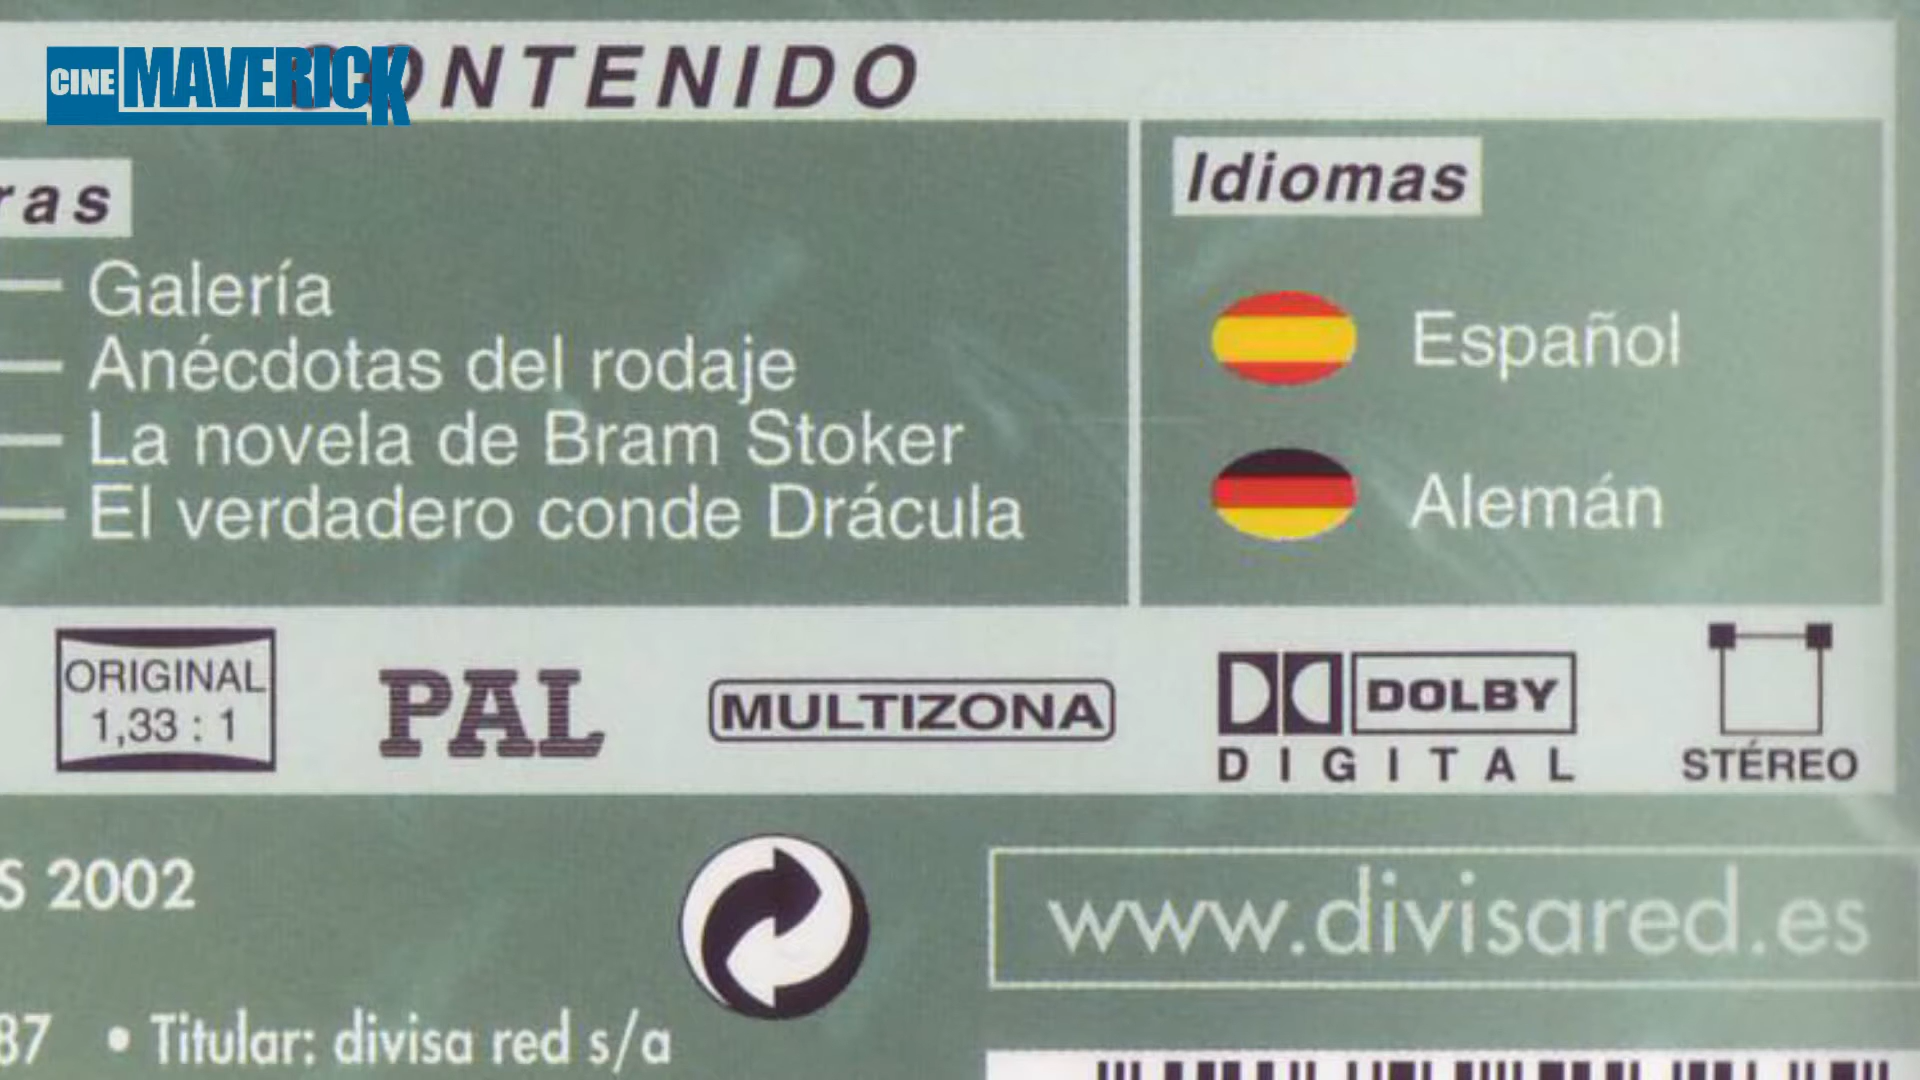 CINE MAVERICK
CONTENIDO
ras
Galería
Anécdotas del rodaje
La novela de Bram Stoker
El verdadero conde Drácula
Idiomas
Español
Alemán
ORIGINAL
1,33 : 1
PAL
MULTIZONA
DOLBY
DIGITAL
STÉREO
S 2002
www.divisared.es
87 • Titular: divisa red s/a